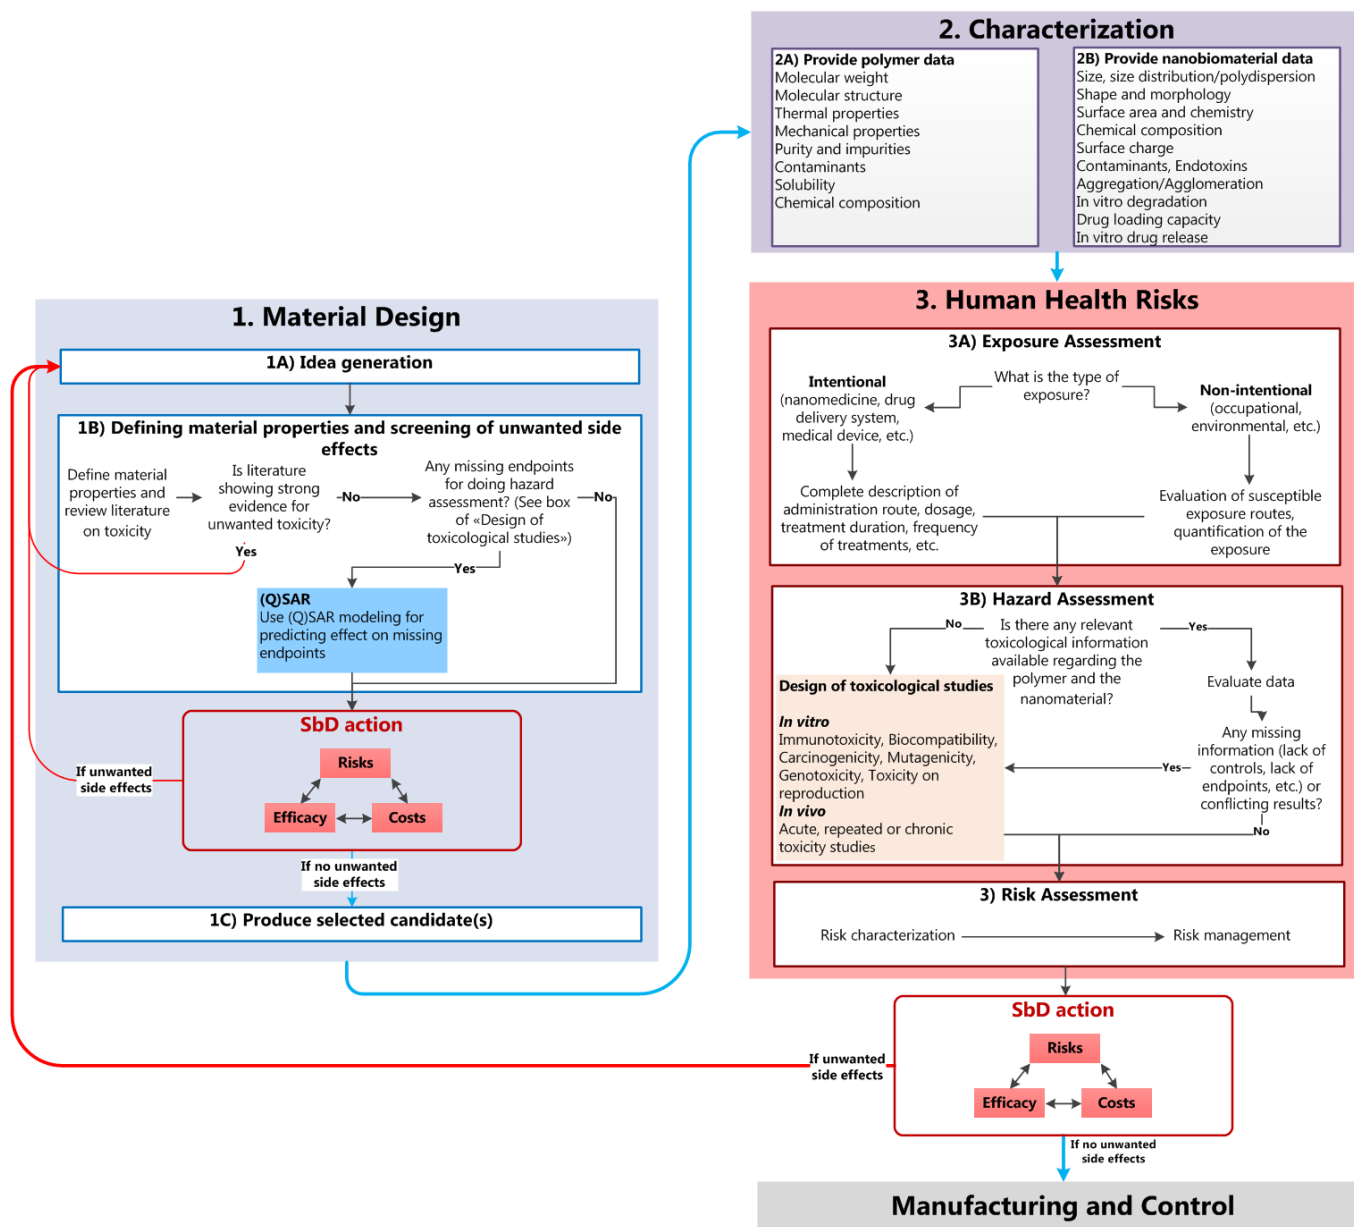 2. Characterization
2A) Provide polymer data
Molecular weight
Molecular structure
Thermal properties
Mechanical properties
Purity and impurities
Contaminants
Solubility
Chemical composition
2B) Provide nanobiomaterial data
Size, size distribution/polydispersion
Shape and morphology
Surface area and chemistry
Chemical composition
Surface charge
Contaminants, Endotoxins
Aggregation/Agglomeration
In vitro degradation
Drug loading capacity
In vitro drug release
1. Material Design
1A) Idea generation
1B) Defining material properties and screening of unwanted side
effects
Define material
properties and
review literature
on toxicity
Is literature
showing strong
evidence for
unwanted toxicity?
Yes
No
Any missing endpoints
for doing hazard
assessment? (See box
of «Design of
toxicological studies»)
No
Yes
(Q)SAR
Use (Q)SAR modeling for
predicting effect on missing
endpoints
SbD action
Risks
Efficacy
Costs
If unwanted
side effects
If no unwanted
side effects
1C) Produce selected candidate(s)
3. Human Health Risks
3A) Exposure Assessment
What is the type of
exposure?
Intentional
(nanomedicine, drug
delivery system,
medical device, etc.)
Non-intentional
(occupational,
environmental, etc.)
Complete description of
administration route, dosage,
treatment duration, frequency
of treatments, etc.
Evaluation of susceptible
exposure routes,
quantification of the
exposure
3B) Hazard Assessment
No
Is there any relevant
toxicological information
available regarding the
polymer and the
nanomaterial?
Yes
Design of toxicological studies
In vitro
Immunotoxicity, Biocompatibility,
Carcinogenicity, Mutagenicity,
Genotoxicity, Toxicity on
reproduction
In vivo
Acute, repeated or chronic
toxicity studies
Evaluate data
Any missing
information (lack of
controls, lack of
endpoints, etc.) or
conflicting results?
Yes
No
3) Risk Assessment
Risk characterization
Risk management
SbD action
Risks
Efficacy
Costs
If unwanted
side effects
If no unwanted
side effects
Manufacturing and Control